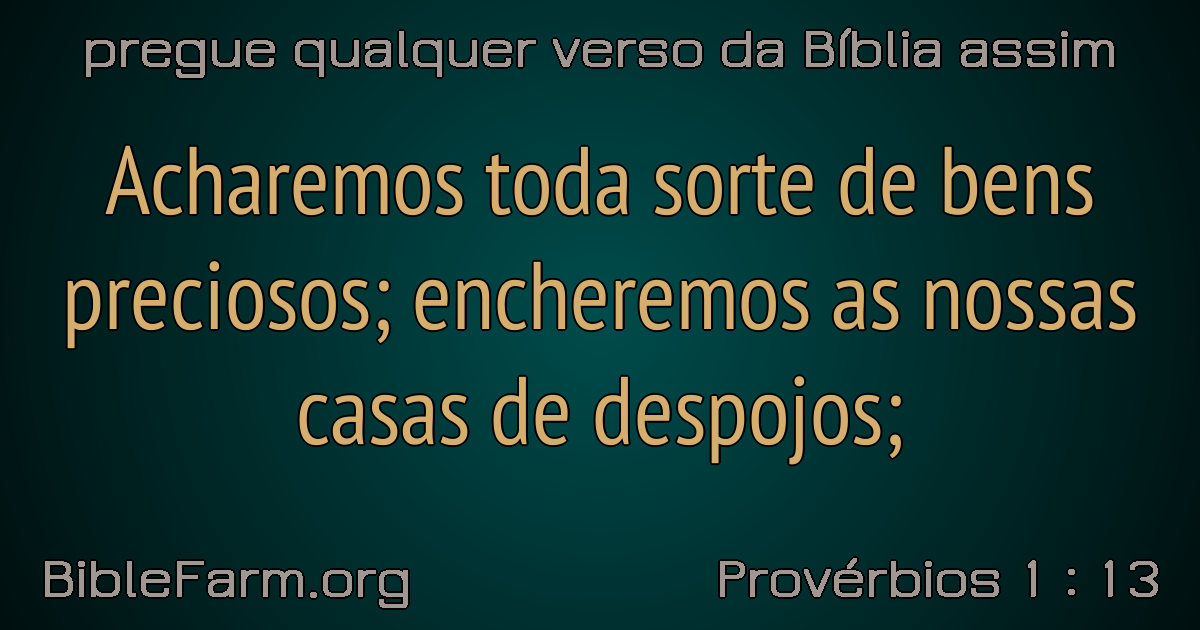 pregue qualquer verso da Bíblia assim
Acharemos toda sorte de bens
preciosos; encheremos as nossas
casas de despojos;
BibleFarm.org
Provérbios 1 : 13